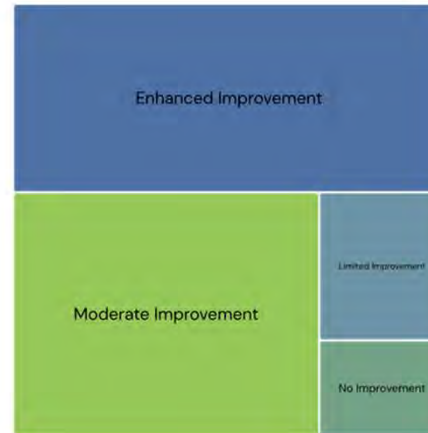 Enhanced Improvement
Moderate Improvement
Limited Improvement
No Improvement